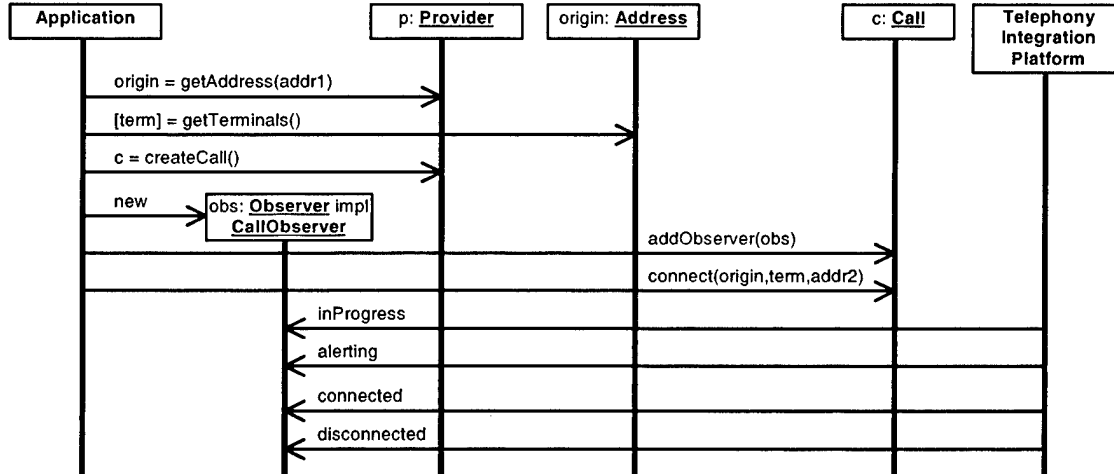 Application
p: Provider
origin: Address
c: Call
Telephony
Integration
Platform
origin = getAddress(addr1)
[term] = getTerminals()
c = createCall()
new
obs: Observer impl
CallObserver
addObserver(obs)
connect(origin,term,addr2)
inProgress
alerting
connected
disconnected